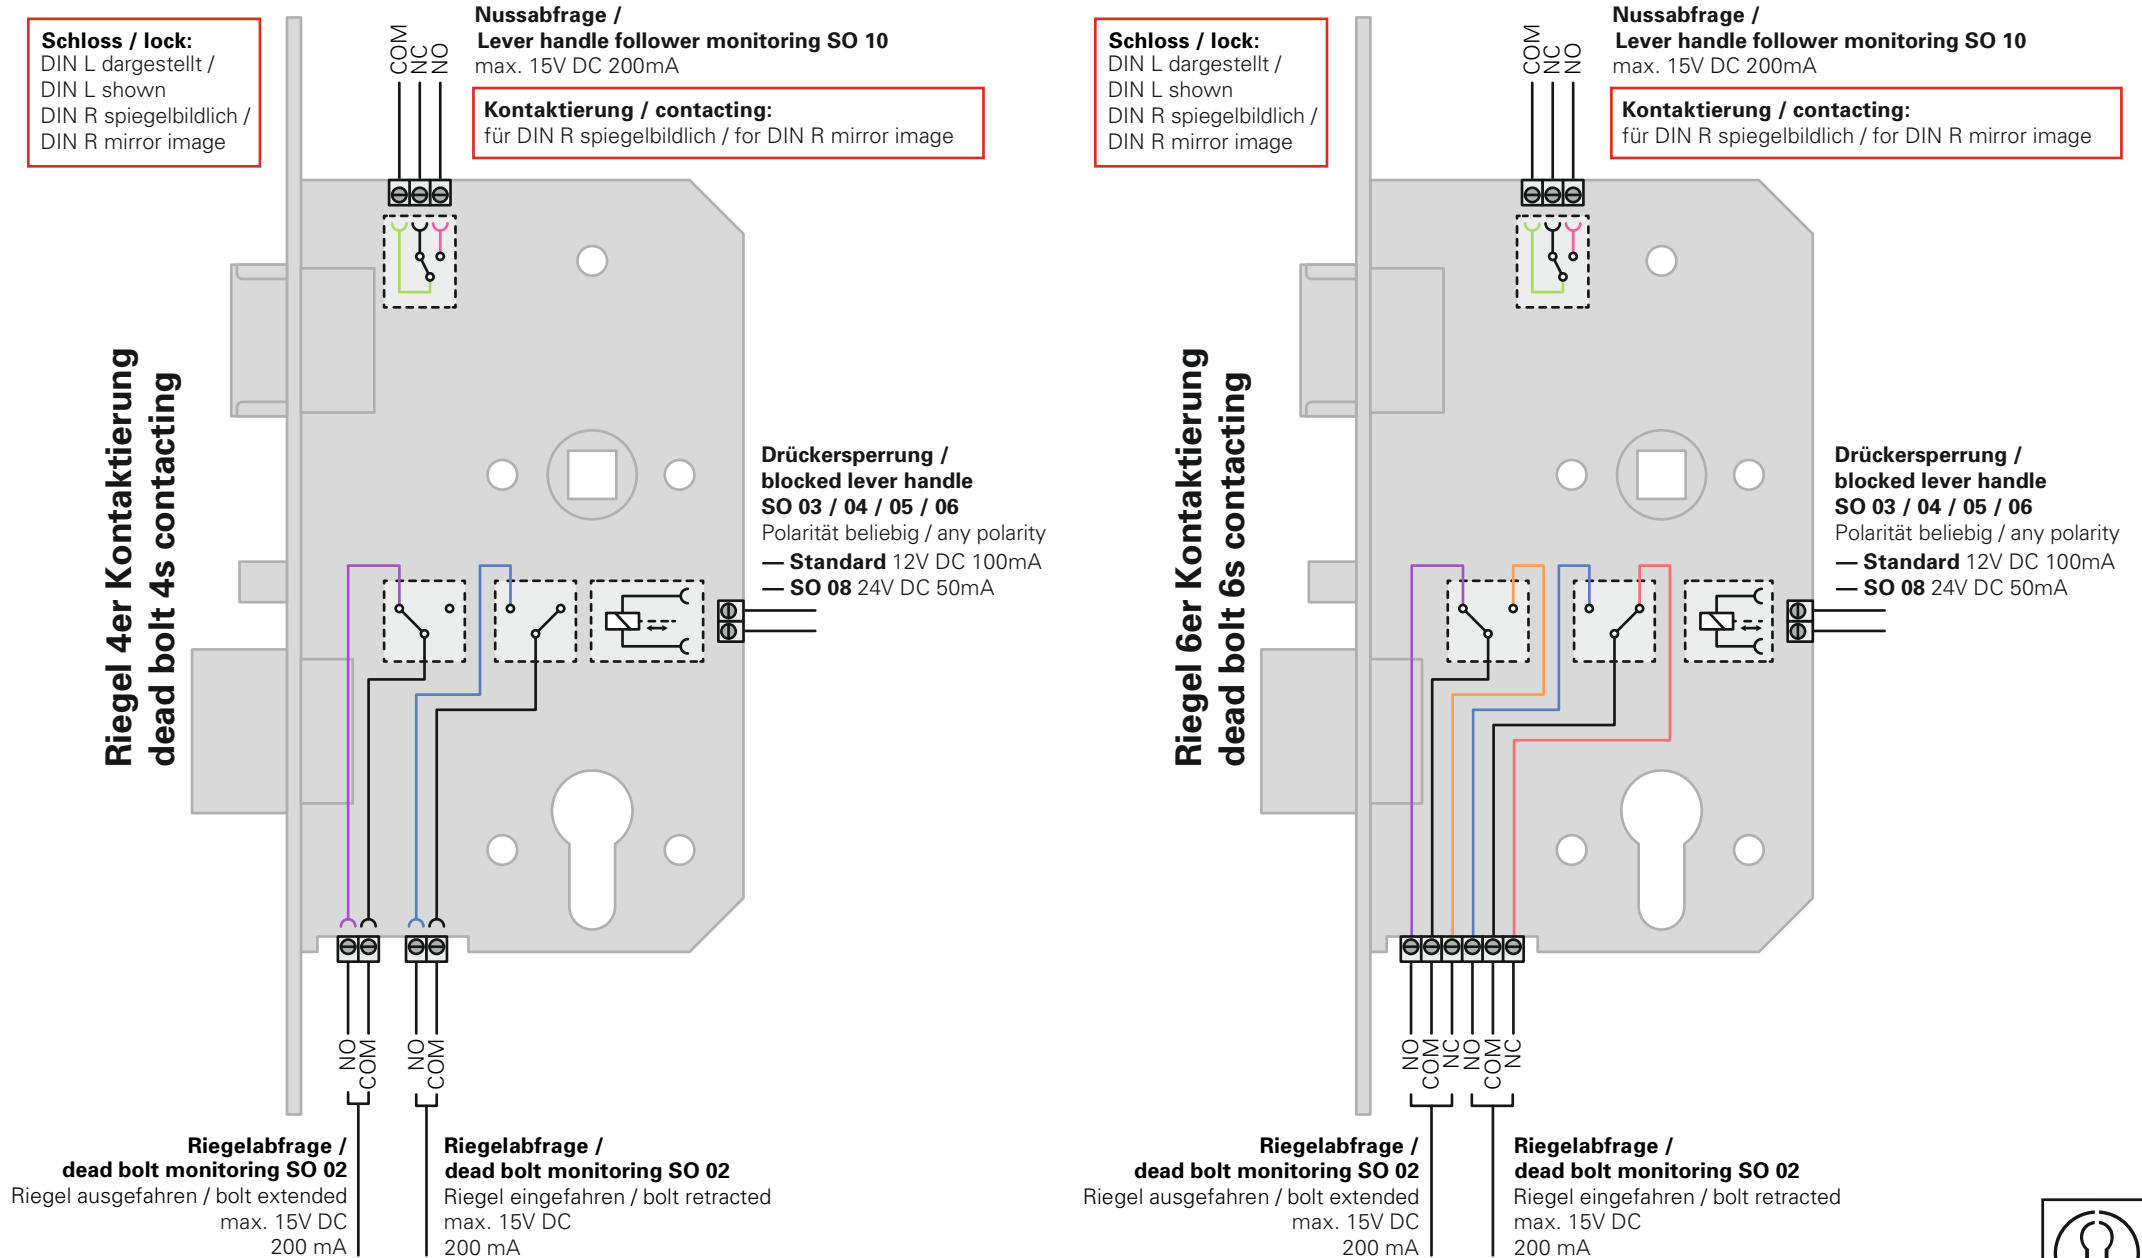 Schloss / lock:
DIN L dargestellt /
DIN L shown
DIN R spiegelbildlich /
DIN R mirror image
COM
NC
NO
Nussabfrage /
Lever handle follower monitoring SO 10
max. 15V DC 200mA
Kontaktierung / contacting:
für DIN R spiegelbildlich / for DIN R mirror image
Riegel 4er Kontaktierung
dead bolt 4s contacting
Drückersperrung /
blocked lever handle
SO 03 / 04 / 05 / 06
Polarität beliebig / any polarity
— Standard 12V DC 100mA
— SO 08 24V DC 50mA
NO
COM
NO
COM
Riegelabfrage /
dead bolt monitoring SO 02
Riegel ausgefahren / bolt extended
max. 15V DC
200 mA
Riegelabfrage /
dead bolt monitoring SO 02
Riegel eingefahren / bolt retracted
max. 15V DC
200 mA
Schloss / lock:
DIN L dargestellt /
DIN L shown
DIN R spiegelbildlich /
DIN R mirror image
COM
NC
NO
Nussabfrage /
Lever handle follower monitoring SO 10
max. 15V DC 200mA
Kontaktierung / contacting:
für DIN R spiegelbildlich / for DIN R mirror image
Riegel 6er Kontaktierung
dead bolt 6s contacting
Drückersperrung /
blocked lever handle
SO 03 / 04 / 05 / 06
Polarität beliebig / any polarity
— Standard 12V DC 100mA
— SO 08 24V DC 50mA
NO
COM
NC
NO
COM
NC
Riegelabfrage /
dead bolt monitoring SO 02
Riegel ausgefahren / bolt extended
max. 15V DC
200 mA
Riegelabfrage /
dead bolt monitoring SO 02
Riegel eingefahren / bolt retracted
max. 15V DC
200 mA